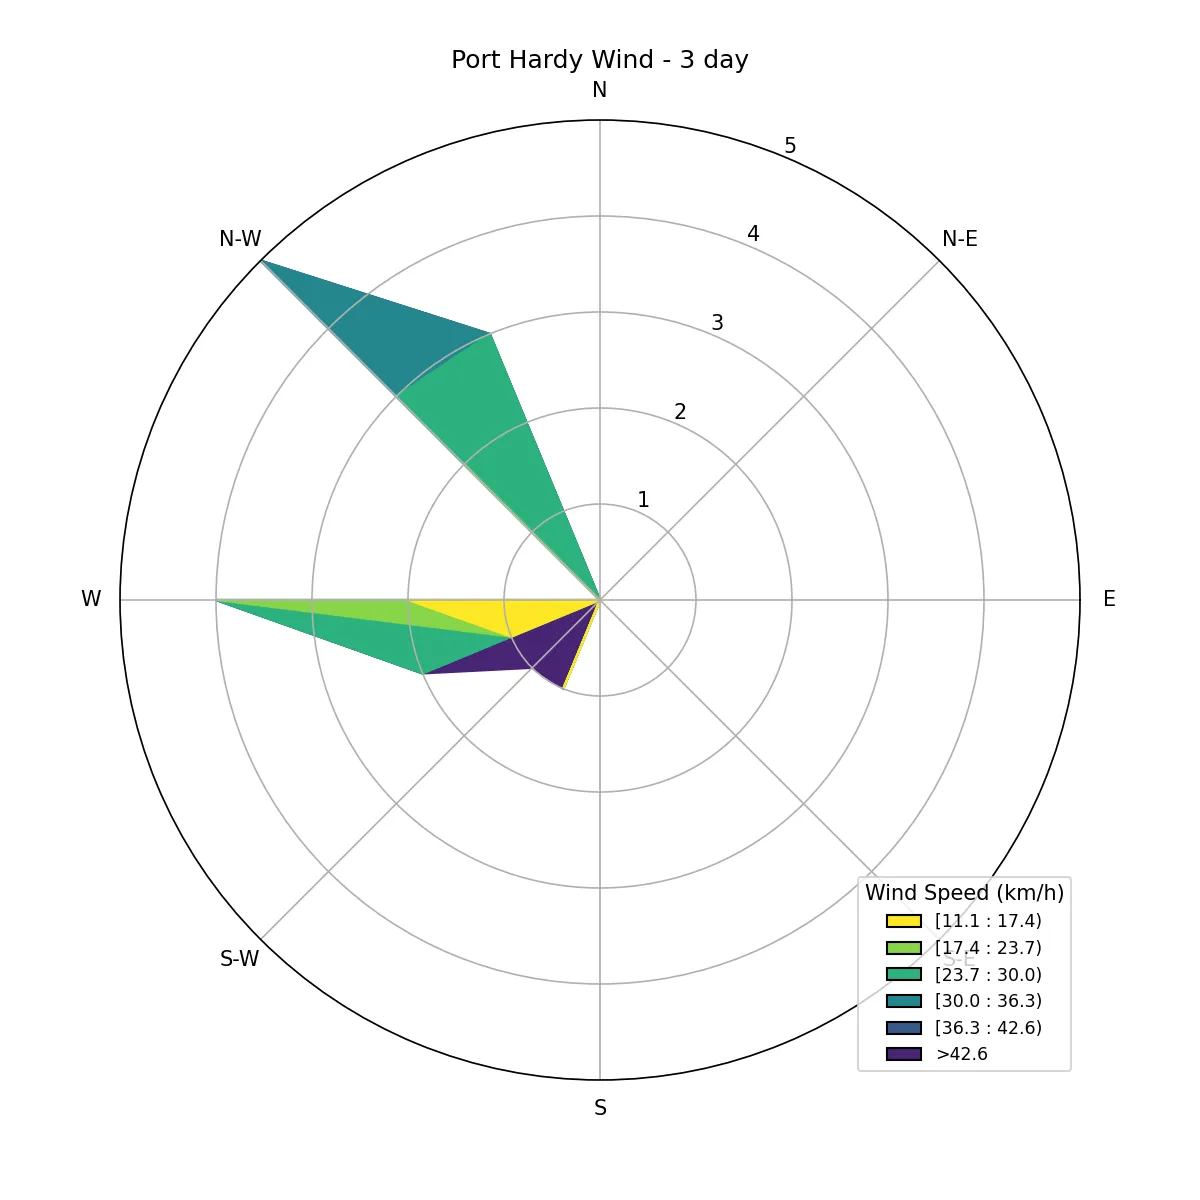 Port Hardy Wind - 3 day
N
5
N-W
N-E
4
3
2
1
W
E
Wind Speed (km/h)
[11.1 : 17.4)
[17.4 : 23.7)
S-W
S-E
[23.7 : 30.0)
[30.0 : 36.3)
[36.3 : 42.6)
>42.6
S